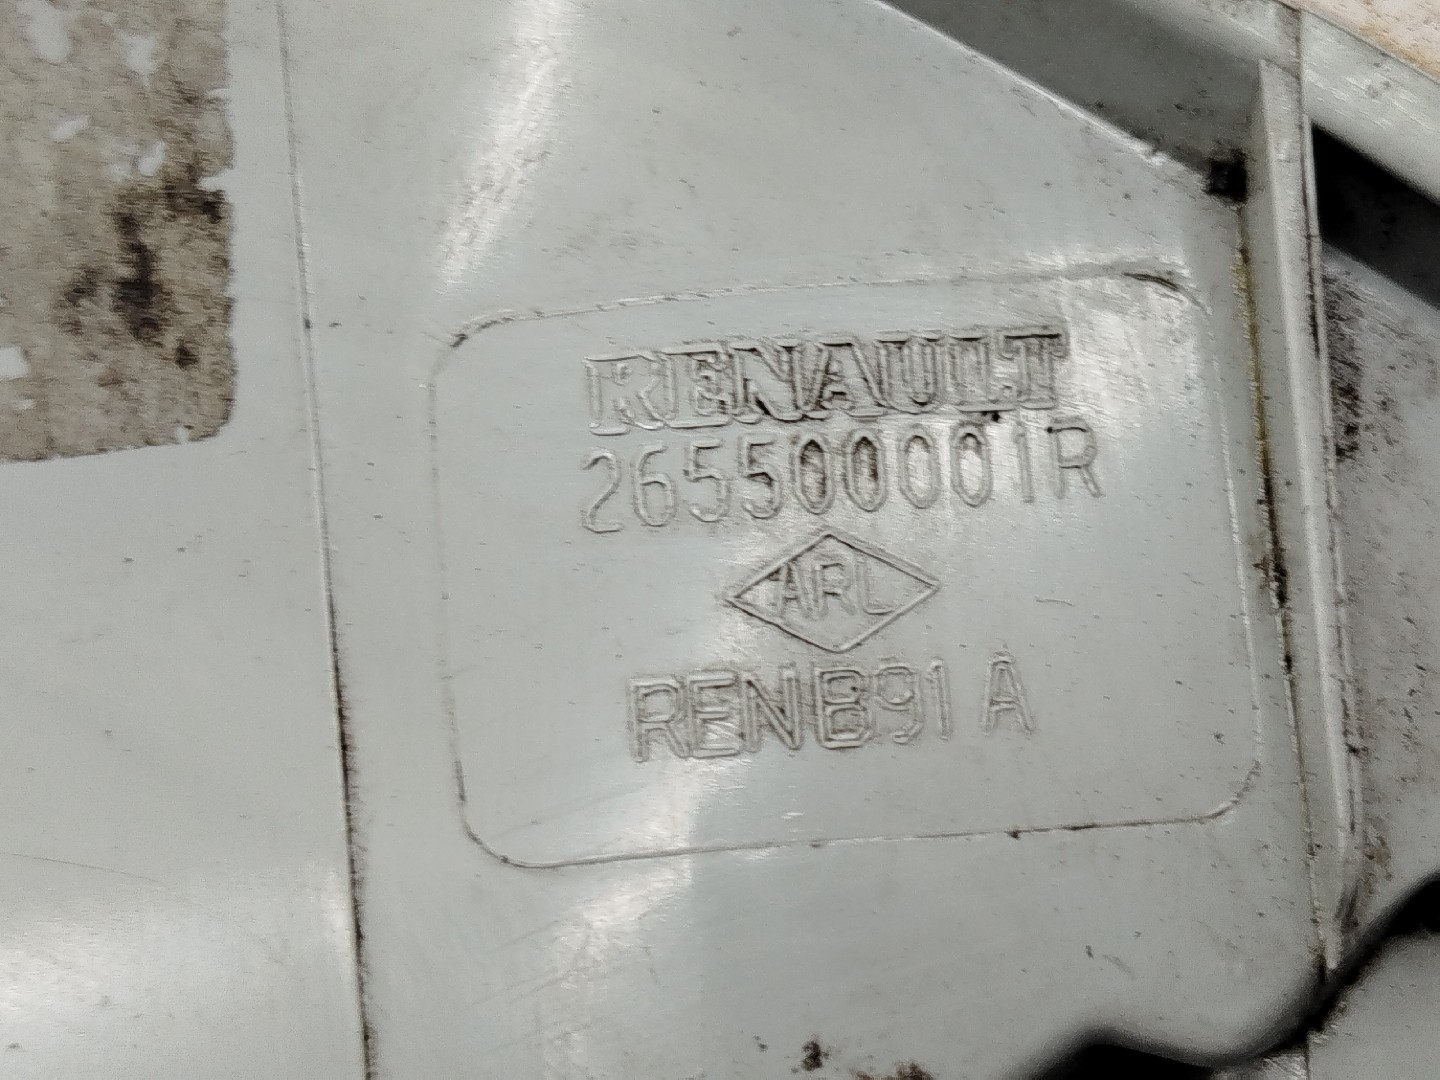 RENAULT
265500001R
ARL
RENB91 A